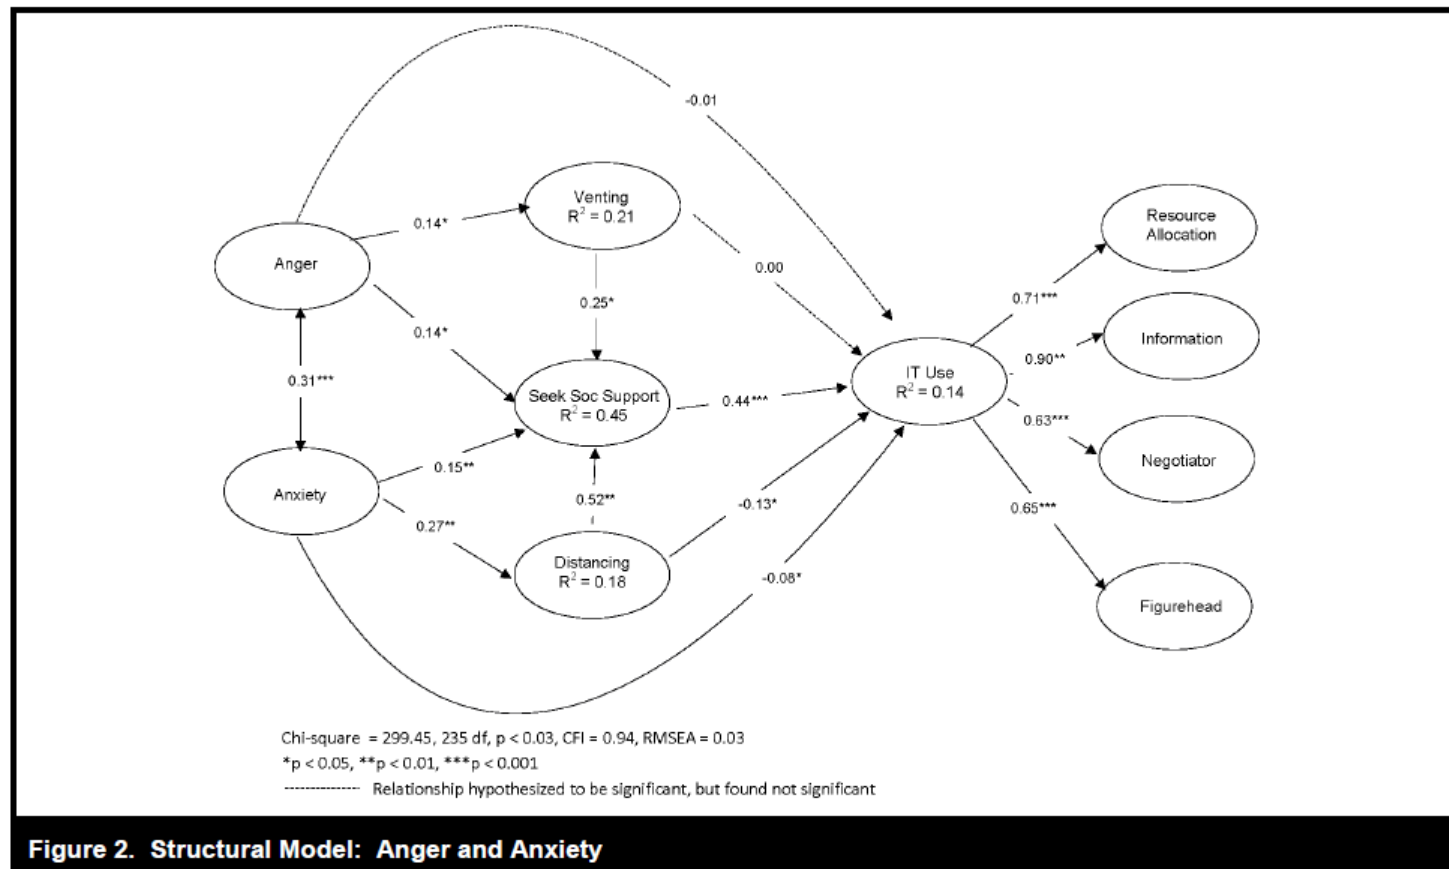 -0.01
Venting
R² = 0.21
Resource
Allocation
0.14*
Anger
0.00
0.25*
0.71***
0.14*
Information
0.90**
IT Use
R² = 0.14
0.31***
Seek Soc Support
R² = 0.45
0.44***
0.63***
Negotiator
0.15**
Anxiety
0.52**
-0.13*
0.65***
0.27**
Distancing
R² = 0.18
-0.08*
Figurehead
Chi-square = 299.45, 235 df, p < 0.03, CFI = 0.94, RMSEA = 0.03
*p < 0.05, **p < 0.01, ***p < 0.001
Relationship hypothesized to be significant, but found not significant
Figure 2. Structural Model: Anger and Anxiety